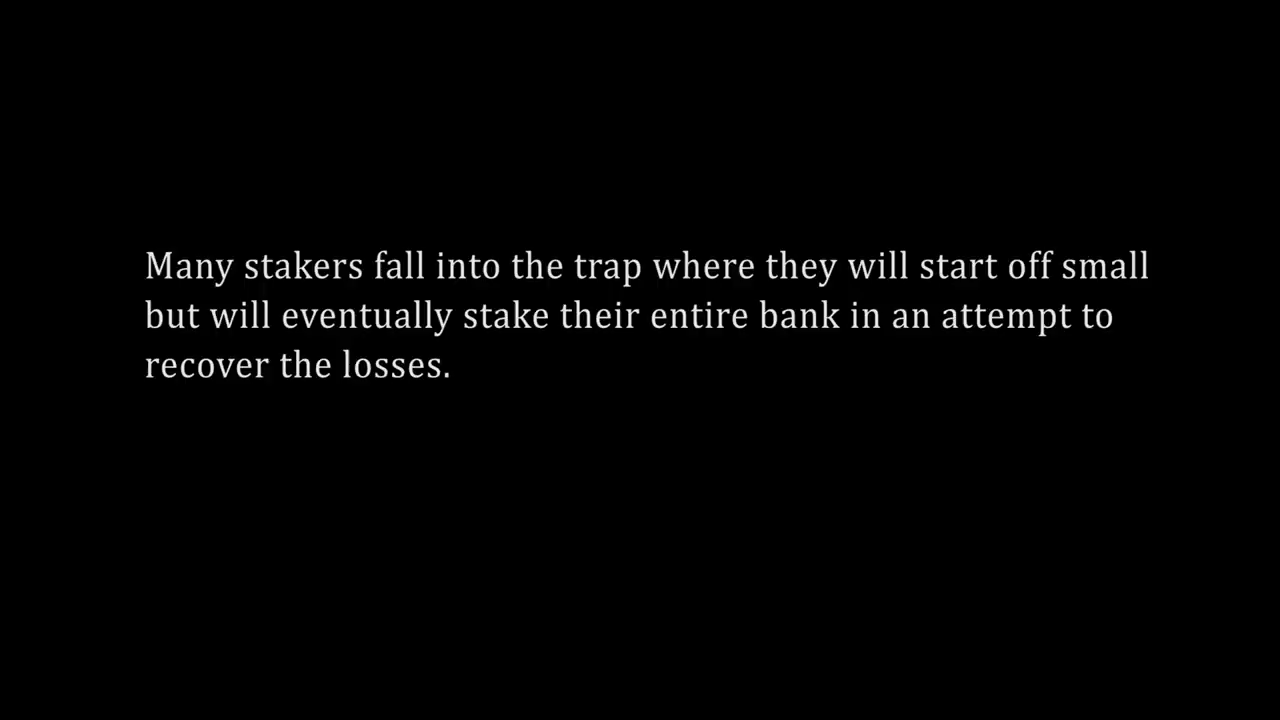 Many stakers fall into the trap where they will start off small
but will eventually stake their entire bank in an attempt to
recover the losses.